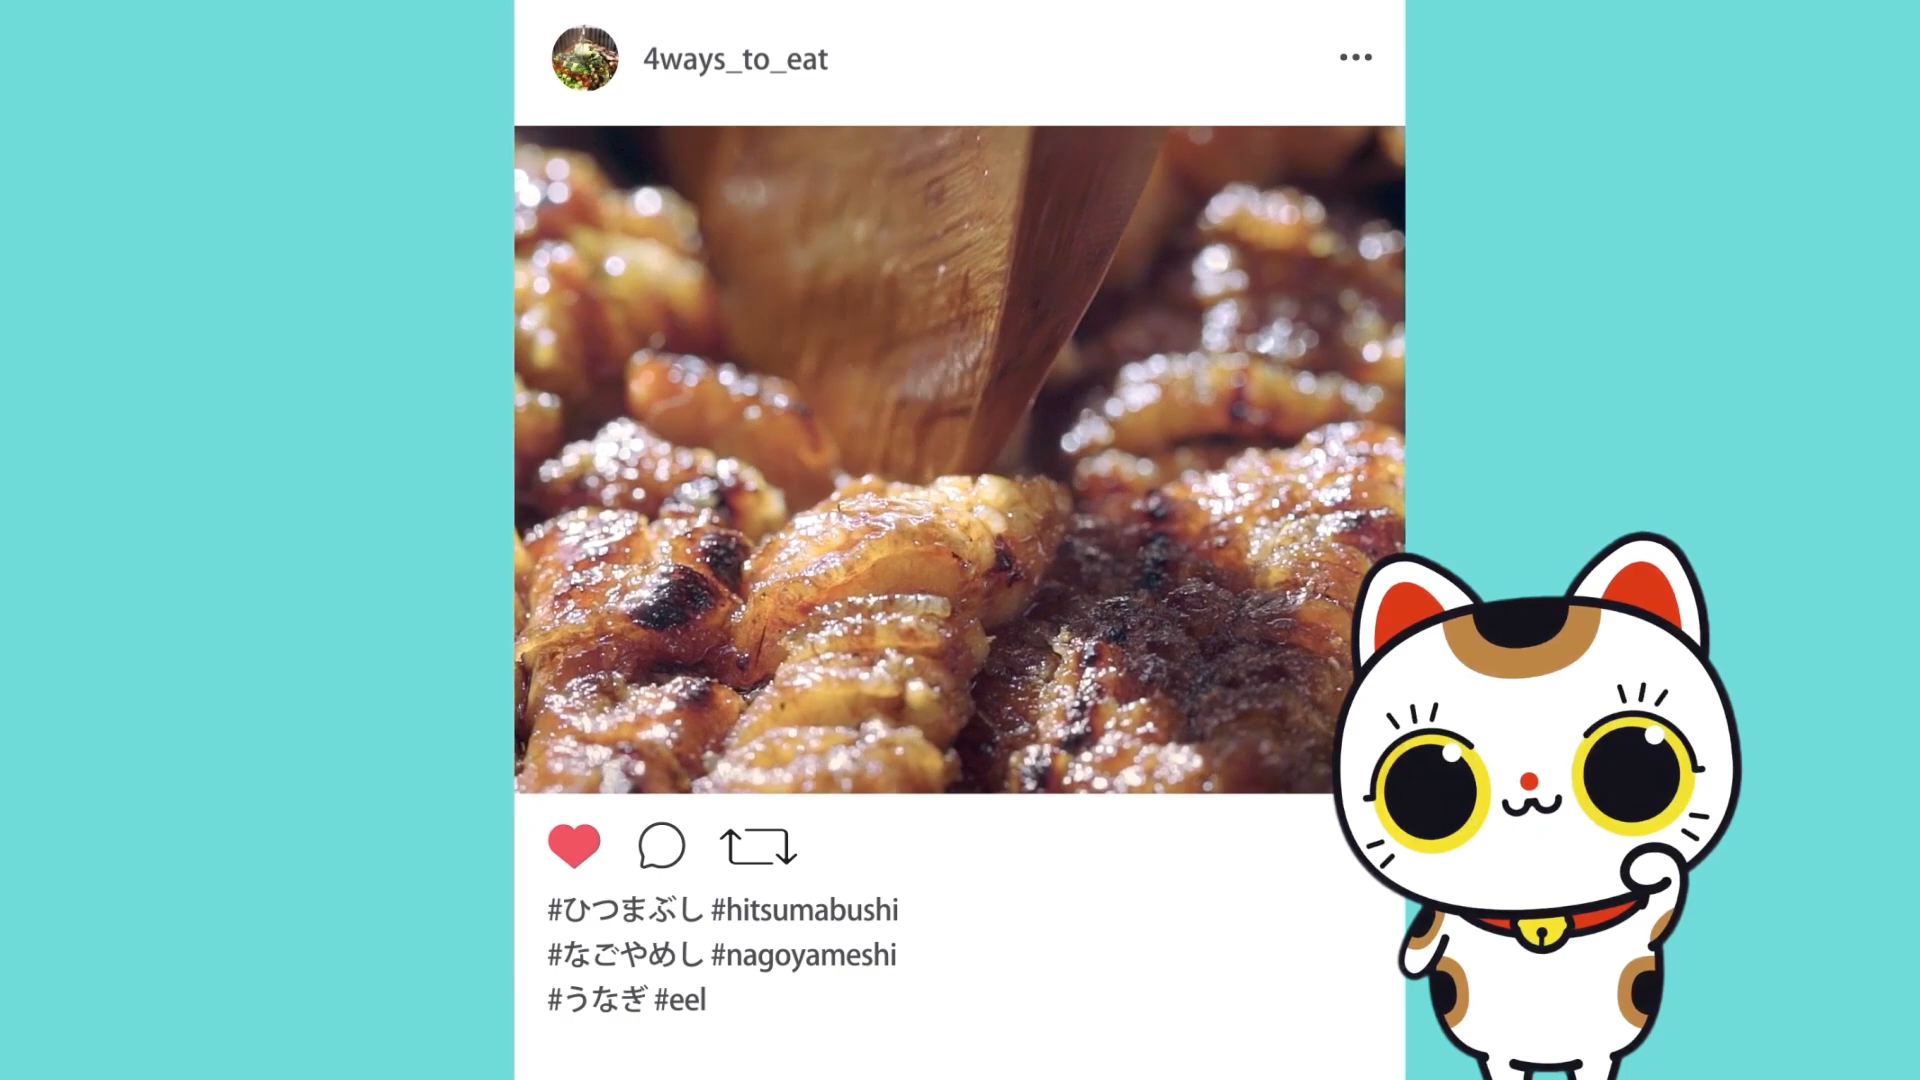 4ways_to_eat
#ひつまぶし #hitsumabushi
#なごやめし #nagoyameshi
#うなぎ #eel